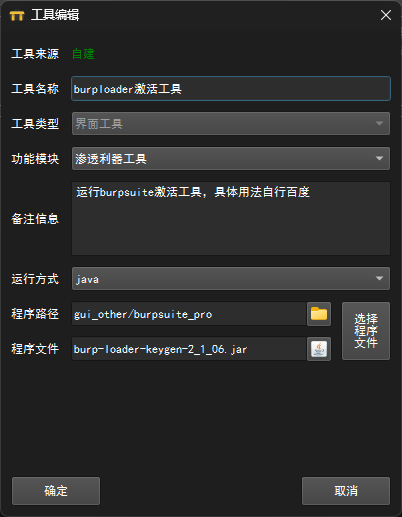 工具编辑
工具来源 自建
工具名称 burploader激活工具
工具类型 界面工具
功能模块 渗透利器工具
备注信息 运行burpsuite激活工具，具体用法自行百度
运行方式 java
程序路径 gui_other/burpsuite_pro
程序文件 burp-loader-keygen-2_1_06.jar
选择
程序
文件
确定 取消